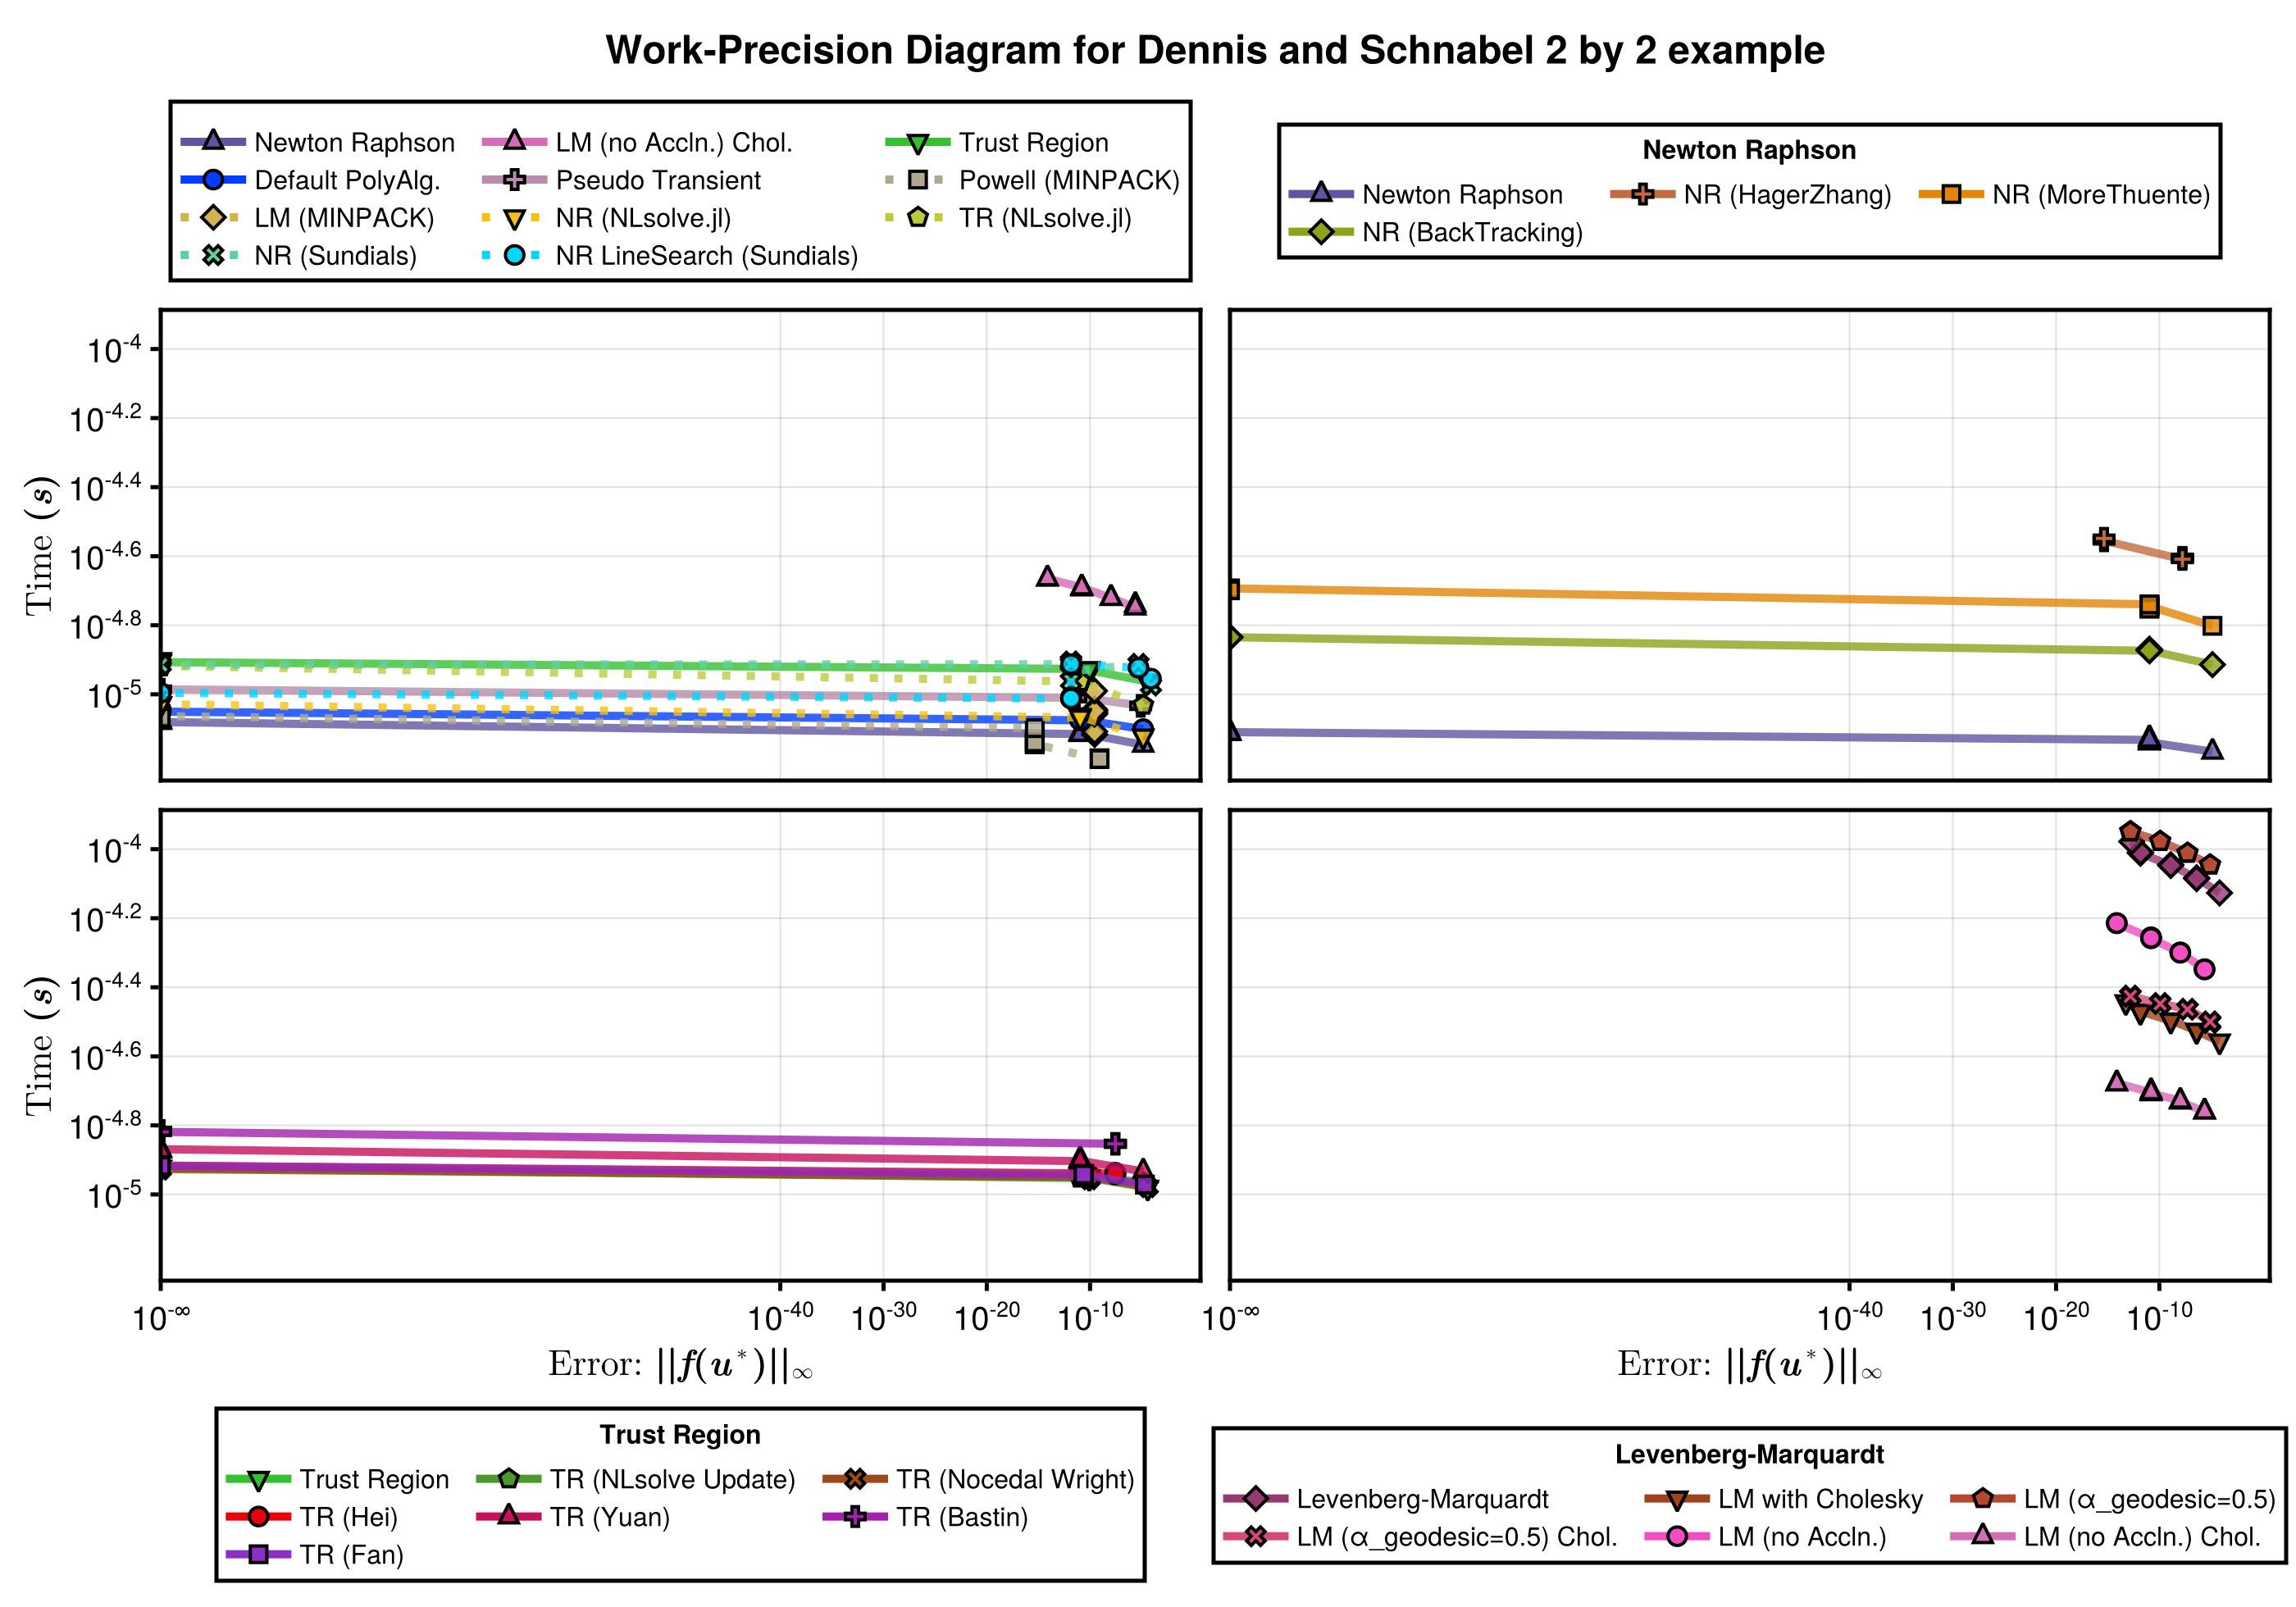 Work-Precision Diagram for Dennis and Schnabel 2 by 2 example
Newton Raphson LM (no Accln.) Chol. Trust Region
Default PolyAlg. Pseudo Transient Powell (MINPACK)
LM (MINPACK) NR (NLsolve.jl) TR (NLsolve.jl)
NR (Sundials) NR LineSearch (Sundials)
Newton Raphson
Newton Raphson NR (HagerZhang) NR (MoreThuente)
NR (BackTracking)
Time (s)
10^-4
10^-4.2
10^-4.4
10^-4.6
10^-4.8
10^-5
Time (s)
10^-4
10^-4.2
10^-4.4
10^-4.6
10^-4.8
10^-5
10^-∞ 10^-40 10^-30 10^-20 10^-10
Error: ||f(u*)||∞
10^-∞ 10^-40 10^-30 10^-20 10^-10
Error: ||f(u*)||∞
Trust Region
Trust Region TR (NLsolve Update) TR (Nocedal Wright)
TR (Hei) TR (Yuan) TR (Bastin)
TR (Fan)
Levenberg-Marquardt
Levenberg-Marquardt LM with Cholesky LM (α_geodesic=0.5)
LM (α_geodesic=0.5) Chol. LM (no Accln.) LM (no Accln.) Chol.